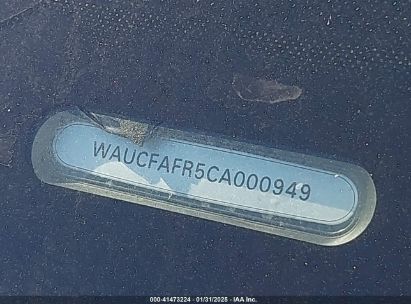 WAUCFAFR5CA000949
000-41473224 - 01/31/2025 - IAA Inc.